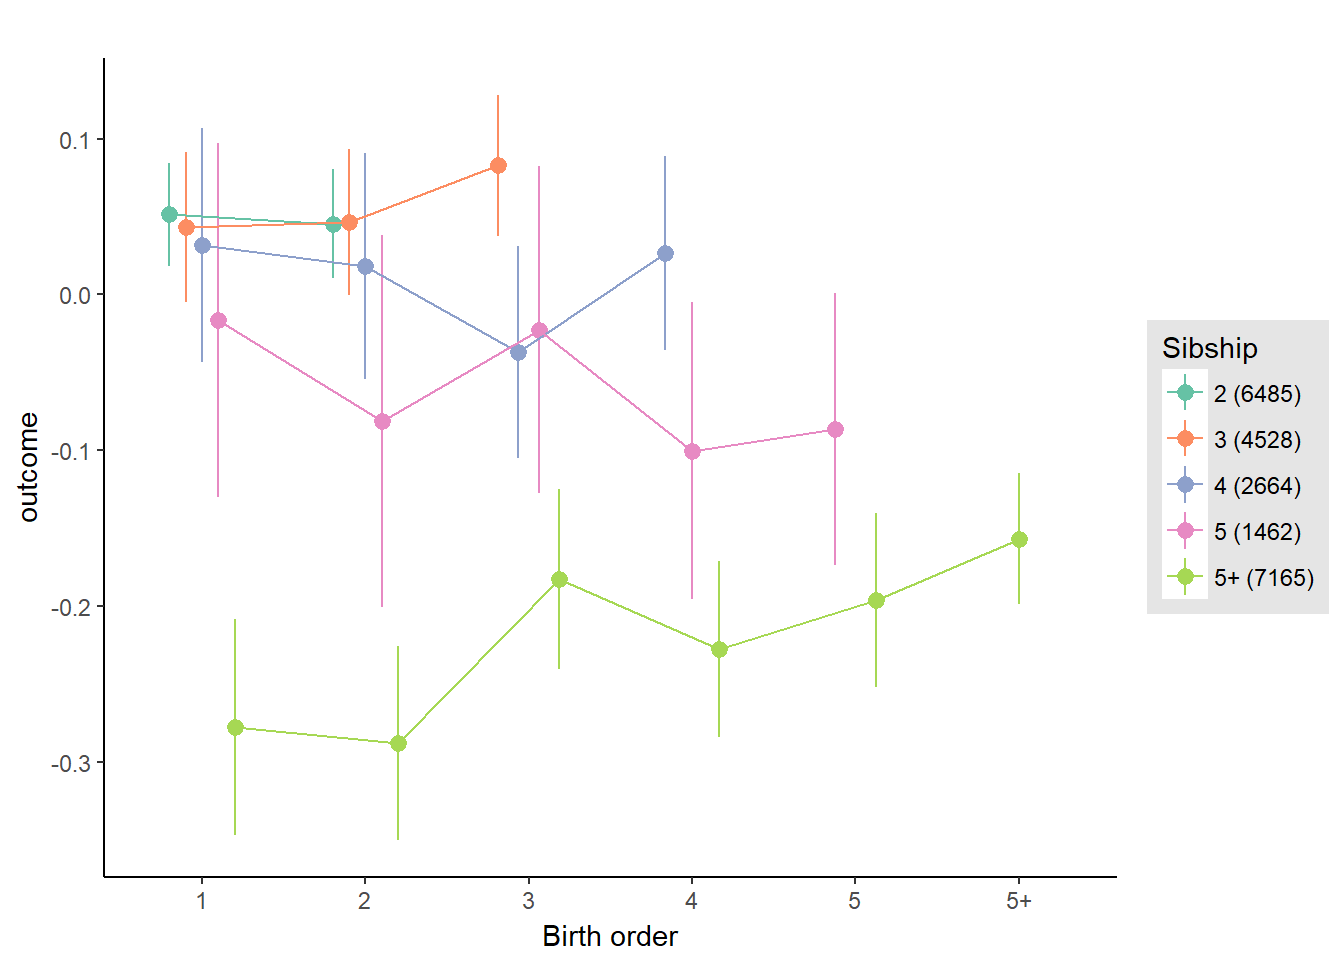 0.1
0.0
-0.1
-0.2
-0.3
outcome
1 2 3 4 5 5+
Birth order
Sibship
2 (6485)
3 (4528)
4 (2664)
5 (1462)
5+ (7165)